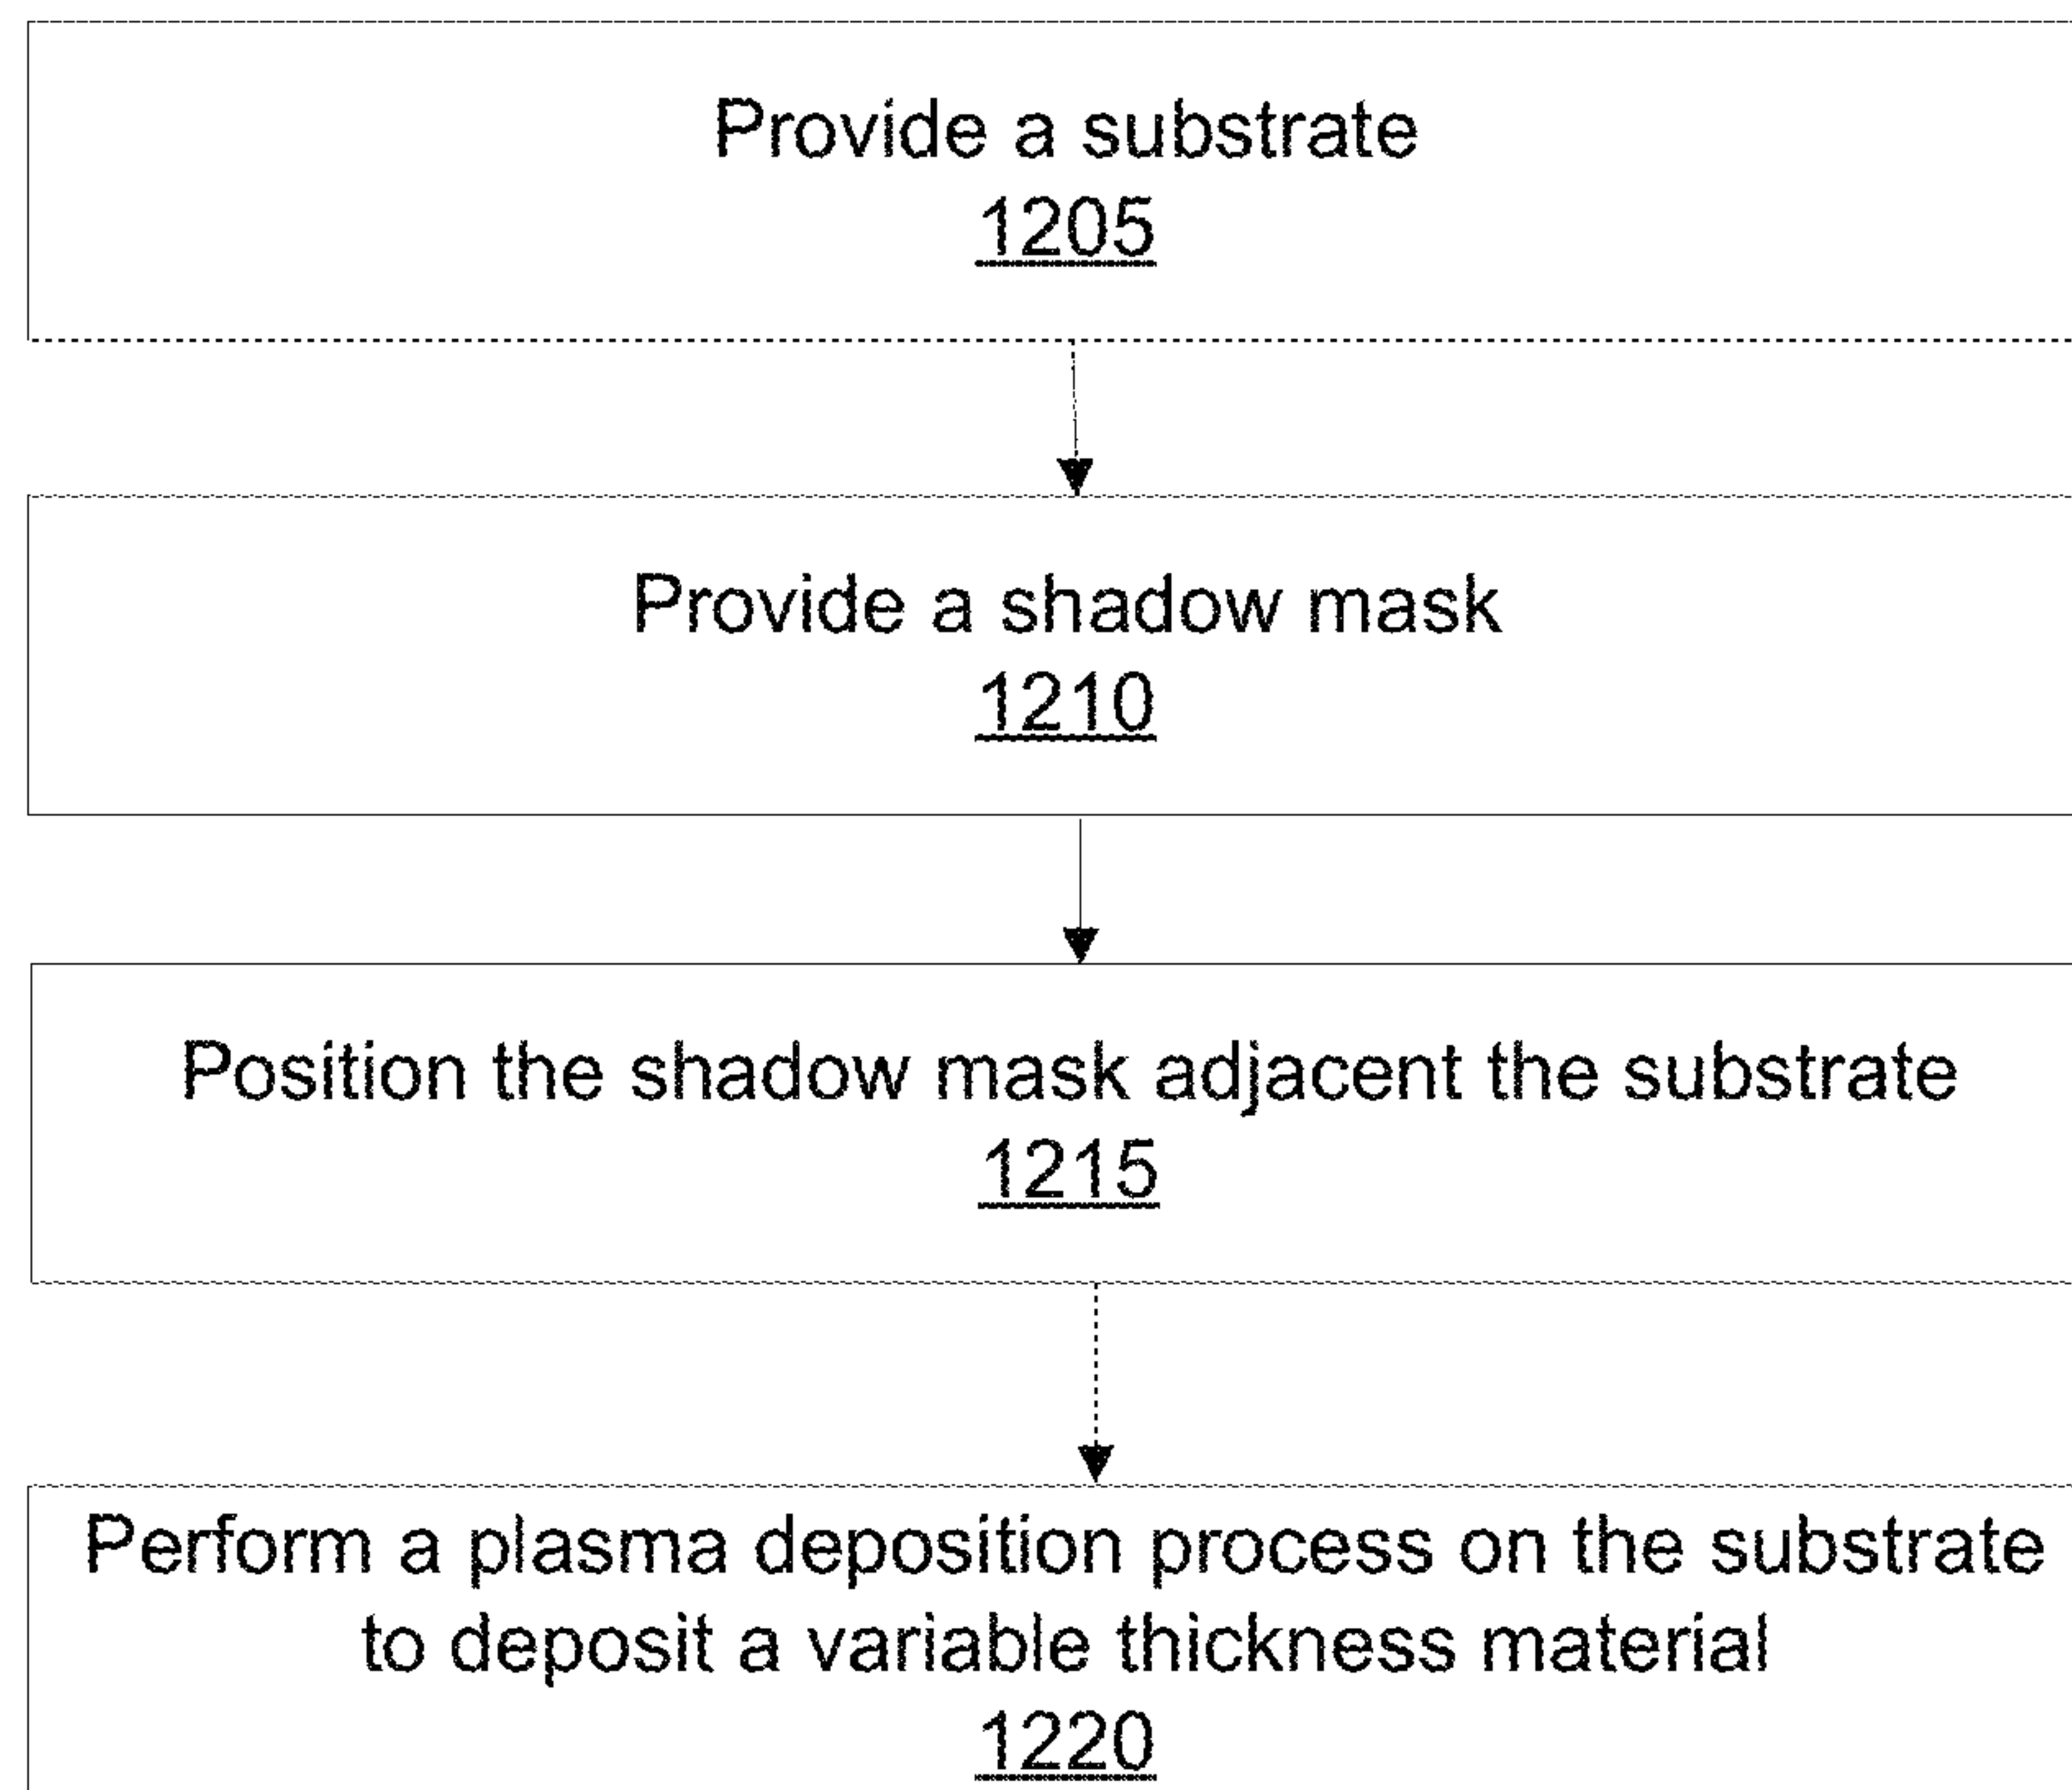 Provide a substrate
1205
Provide a shadow mask
1210
Position the shadow mask adjacent the substrate
1215
Perform a plasma deposition process on the substrate
to deposit a variable thickness material
1220